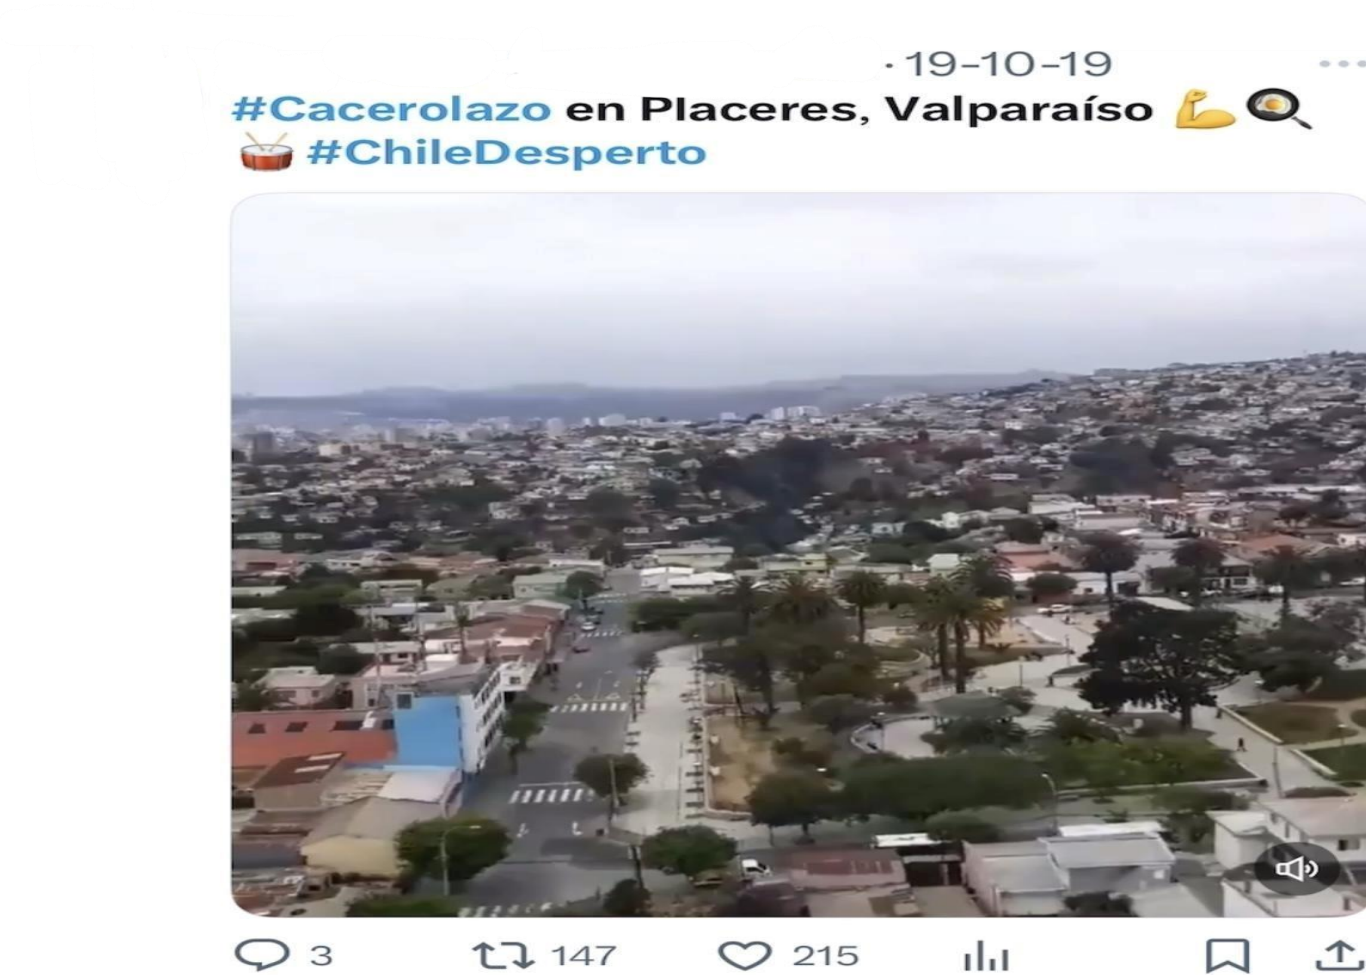 · 19-10-19
#Cacerolazo en Placeres, Valparaíso 💪🍳
🥁 #ChileDesperto
3 147 215